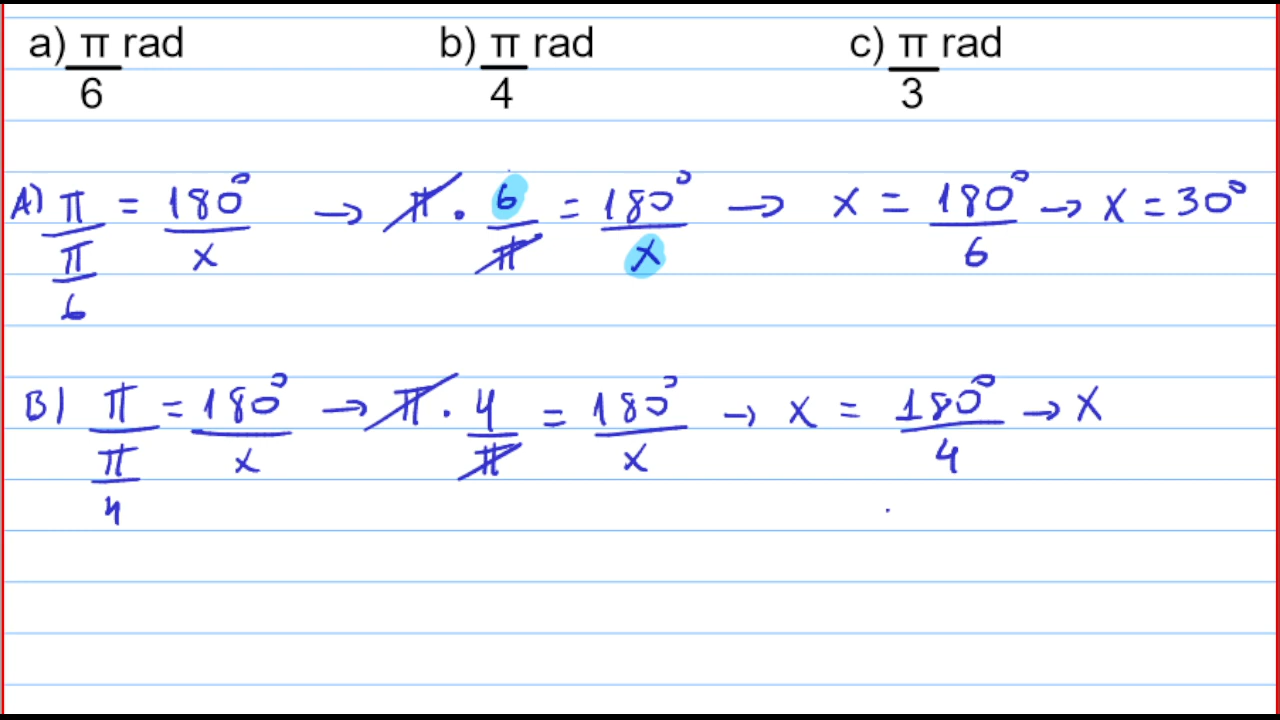 a) π/6 rad b) π/4 rad c) π/3 rad
A) π/(π/6) = 180°/x → π · 6/π = 180°/x → x = 180°/6 → x = 30°
B) π/(π/4) = 180°/x → π · 4/π = 180°/x → x = 180°/4 → x